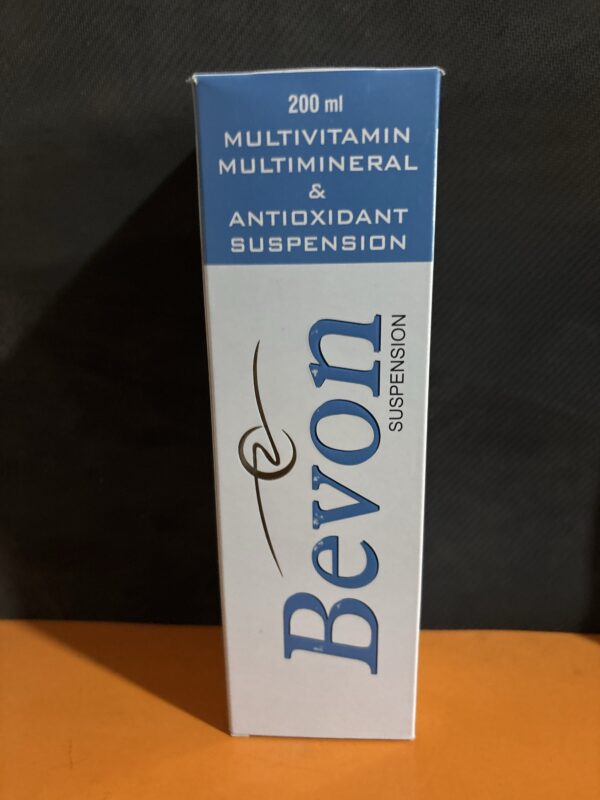 200 ml
MULTIVITAMIN
MULTIMINERAL
&
ANTIOXIDANT
SUSPENSION
Bevon
SUSPENSION